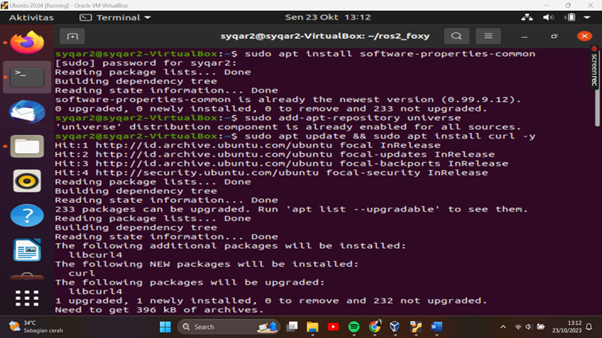 Ubuntu 20.04 [Running] - Oracle VM VirtualBox
Aktivitas
Terminal
Sen 23 Okt 13:12
syqar2@syqar2-VirtualBox: ~/ros2_foxy
syqar2@syqar2-VirtualBox:~$ sudo apt install software-properties-common
[sudo] password for syqar2:
Reading package lists... Done
Building dependency tree
Reading state information... Done
software-properties-common is already the newest version (0.99.9.12).
0 upgraded, 0 newly installed, 0 to remove and 233 not upgraded.
syqar2@syqar2-VirtualBox:~$ sudo add-apt-repository universe
'universe' distribution component is already enabled for all sources.
syqar2@syqar2-VirtualBox:~$ sudo apt update && sudo apt install curl -y
Hit:1 http://id.archive.ubuntu.com/ubuntu focal InRelease
Hit:2 http://id.archive.ubuntu.com/ubuntu focal-updates InRelease
Hit:3 http://id.archive.ubuntu.com/ubuntu focal-backports InRelease
Hit:4 http://security.ubuntu.com/ubuntu focal-security InRelease
Reading package lists... Done
Building dependency tree
Reading state information... Done
233 packages can be upgraded. Run 'apt list --upgradable' to see them.
Reading package lists... Done
Building dependency tree
Reading state information... Done
The following additional packages will be installed:
libcurl4
The following NEW packages will be installed:
curl
The following packages will be upgraded:
libcurl4
1 upgraded, 1 newly installed, 0 to remove and 232 not upgraded.
Need to get 396 kB of archives.
screenrec
34°C
Sebagian cerah
Search
13:12
23/10/2023